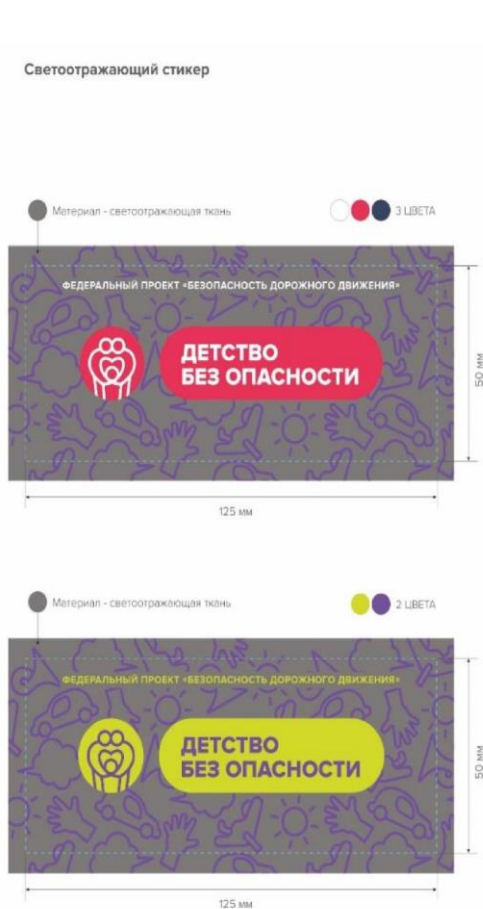 Светоотражающий стикер
Материал - светоотражающая ткань
3 ЦВЕТА
ФЕДЕРАЛЬНЫЙ ПРОЕКТ «БЕЗОПАСНОСТЬ ДОРОЖНОГО ДВИЖЕНИЯ»
ДЕТСТВО
БЕЗ ОПАСНОСТИ
50 мм
125 мм
Материал - светоотражающая ткань
2 ЦВЕТА
ФЕДЕРАЛЬНЫЙ ПРОЕКТ «БЕЗОПАСНОСТЬ ДОРОЖНОГО ДВИЖЕНИЯ»
ДЕТСТВО
БЕЗ ОПАСНОСТИ
50 мм
125 мм